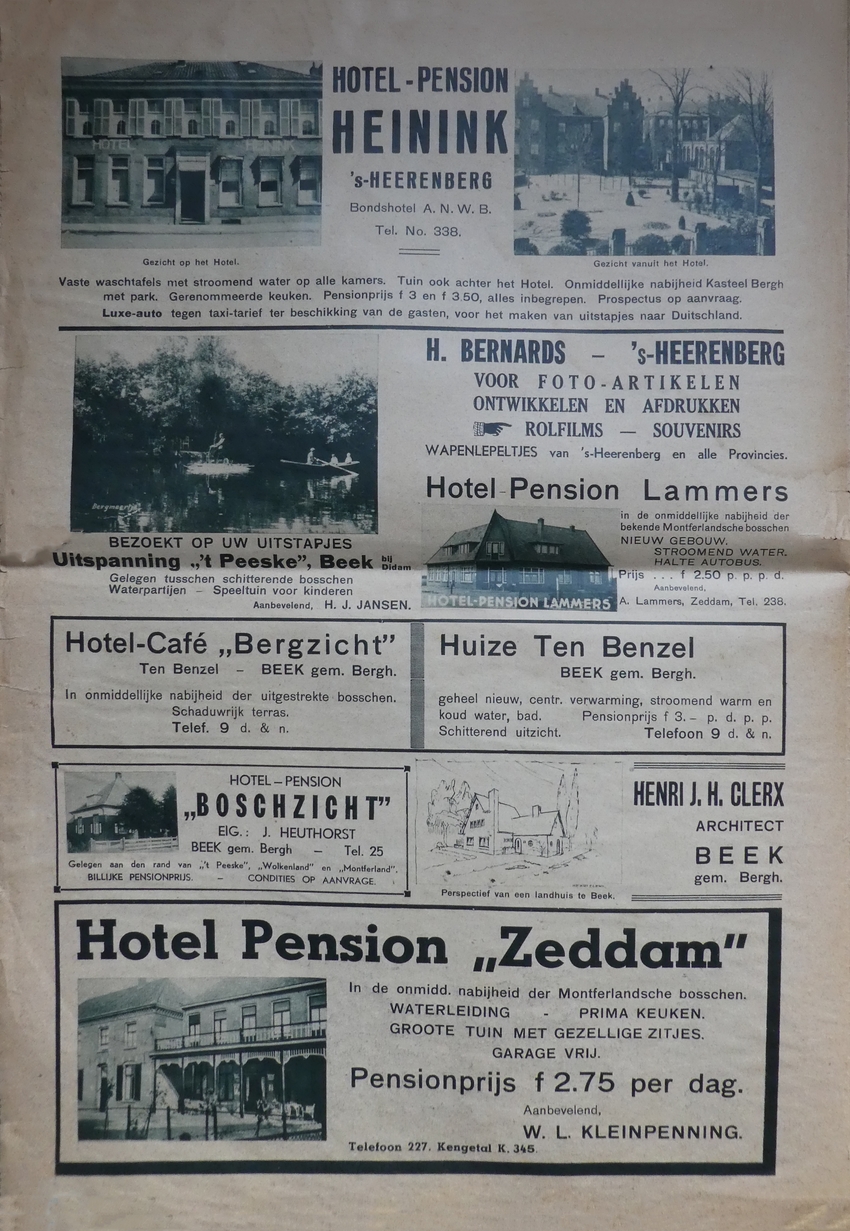 HOTEL - PENSION
HEININK
's-HEERENBERG
Bondshotel A. N. W. B.
Tel. No. 338.
HOTEL HEININK
Gezicht op het Hotel.
Gezicht vanuit het Hotel.
Vaste waschtafels met stroomend water op alle kamers. Tuin ook achter het Hotel. Onmiddellijke nabijheid Kasteel Bergh
met park. Gerenommeerde keuken. Pensionprijs f 3 en f 3.50, alles inbegrepen. Prospectus op aanvraag.
Luxe-auto tegen taxi-tarief ter beschikking van de gasten, voor het maken van uitstapjes naar Duitschland.
Bergmeertje
BEZOEKT OP UW UITSTAPJES
Uitspanning „'t Peeske”, Beek bij Didam
Gelegen tusschen schitterende bosschen
Waterpartijen – Speeltuin voor kinderen
Aanbevelend, H. J. JANSEN.
H. BERNARDS – 's-HEERENBERG
VOOR FOTO-ARTIKELEN
ONTWIKKELEN EN AFDRUKKEN
ROLFILMS — SOUVENIRS
WAPENLEPELTJES van 's-Heerenberg en alle Provincies.
Hotel-Pension Lammers
in de onmiddellijke nabijheid der
bekende Montferlandsche bosschen
NIEUW GEBOUW.
STROOMEND WATER.
HALTE AUTOBUS.
Prijs . . . f 2.50 p. p. p. d.
Aanbevelend,
A. Lammers, Zeddam, Tel. 238.
HOTEL-PENSION LAMMERS
Hotel-Café „Bergzicht”
Ten Benzel – BEEK gem. Bergh.
In onmiddellijke nabijheid der uitgestrekte bosschen.
Schaduwrijk terras.
Telef. 9 d. & n.
Huize Ten Benzel
BEEK gem. Bergh.
geheel nieuw, centr. verwarming, stroomend warm en
koud water, bad. Pensionprijs f 3.– p. d. p. p.
Schitterend uitzicht. Telefoon 9 d. & n.
HOTEL – PENSION
„BOSCHZICHT”
EIG.: J. HEUTHORST
BEEK gem. Bergh – Tel. 25
Gelegen aan den rand van „'t Peeske”, „Wolkenland” en „Montferland”.
BILLIJKE PENSIONPRIJS. – CONDITIES OP AANVRAGE.
Perspectief van een landhuis te Beek.
HENRI J. H. CLERX
ARCHITECT
BEEK
gem. Bergh.
Hotel Pension „Zeddam”
In de onmidd. nabijheid der Montferlandsche bosschen.
WATERLEIDING - PRIMA KEUKEN.
GROOTE TUIN MET GEZELLIGE ZITJES.
GARAGE VRIJ.
Pensionprijs f 2.75 per dag.
Aanbevelend,
W. L. KLEINPENNING.
Telefoon 227. Kengetal K. 345